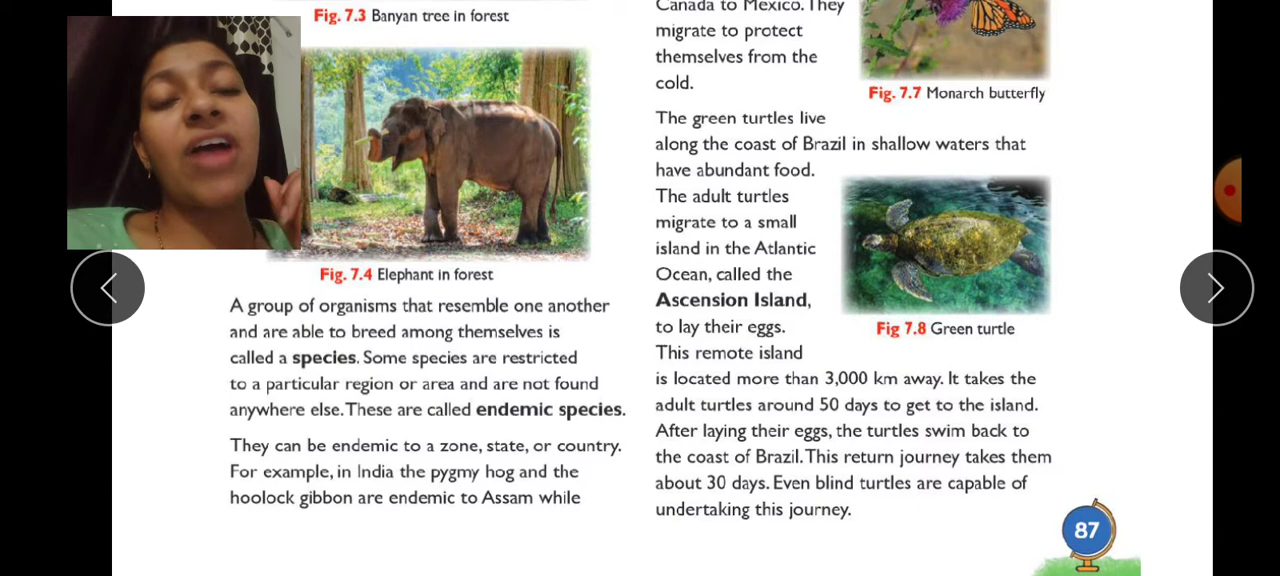 Fig. 7.3 Banyan tree in forest
Fig. 7.4 Elephant in forest
A group of organisms that resemble one another
and are able to breed among themselves is
called a species. Some species are restricted
to a particular region or area and are not found
anywhere else. These are called endemic species.
They can be endemic to a zone, state, or country.
For example, in India the pygmy hog and the
hoolock gibbon are endemic to Assam while
Canada to Mexico. They
migrate to protect
themselves from the
cold.
Fig. 7.7 Monarch butterfly
The green turtles live
along the coast of Brazil in shallow waters that
have abundant food.
The adult turtles
migrate to a small
island in the Atlantic
Ocean, called the
Ascension Island,
to lay their eggs.
This remote island
Fig 7.8 Green turtle
is located more than 3,000 km away. It takes the
adult turtles around 50 days to get to the island.
After laying their eggs, the turtles swim back to
the coast of Brazil. This return journey takes them
about 30 days. Even blind turtles are capable of
undertaking this journey.
87